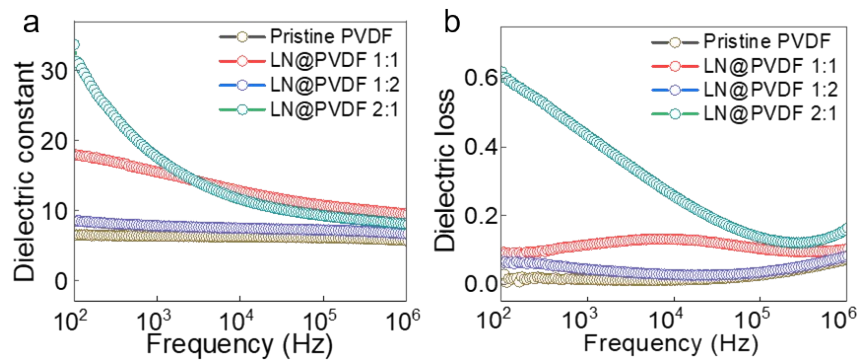 a
Dielectric constant
30
20
10
0
10² 10³ 10⁴ 10⁵ 10⁶
Frequency (Hz)
Pristine PVDF
LN@PVDF 1:1
LN@PVDF 1:2
LN@PVDF 2:1
b
Dielectric loss
0.6
0.4
0.2
0.0
10² 10³ 10⁴ 10⁵ 10⁶
Frequency (Hz)
Pristine PVDF
LN@PVDF 1:1
LN@PVDF 1:2
LN@PVDF 2:1